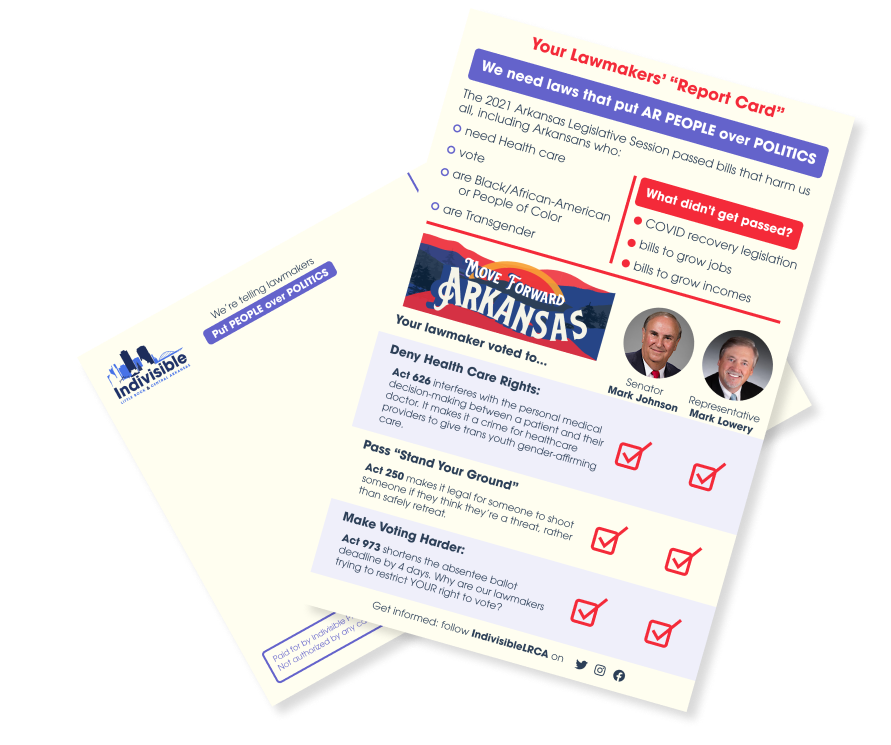 Your Lawmakers' “Report Card”
We need laws that put AR PEOPLE over POLITICS
The 2021 Arkansas Legislative Session passed bills that harm us
all, including Arkansans who:
need Health care
vote
are Black/African-American
or People of Color
are Transgender
What didn't get passed?
COVID recovery legislation
bills to grow jobs
bills to grow incomes
MOVE FORWARD
ARKANSAS
Your lawmaker voted to...
Senator
Mark Johnson
Representative
Mark Lowery
Deny Health Care Rights:
Act 626 interferes with the personal medical
decision-making between a patient and their
doctor. It makes it a crime for healthcare
providers to give trans youth gender-affirming
care.
Pass “Stand Your Ground”
Act 250 makes it legal for someone to shoot
someone if they think they're a threat, rather
than safely retreat.
Make Voting Harder:
Act 973 shortens the absentee ballot
deadline by 4 days. Why are our lawmakers
trying to restrict YOUR right to vote?
Get informed: follow IndivisibleLRCA on
We're telling lawmakers
Put PEOPLE over POLITICS
Indivisible
LITTLE ROCK & CENTRAL ARKANSAS
Paid for by Indivisible
Not authorized by any